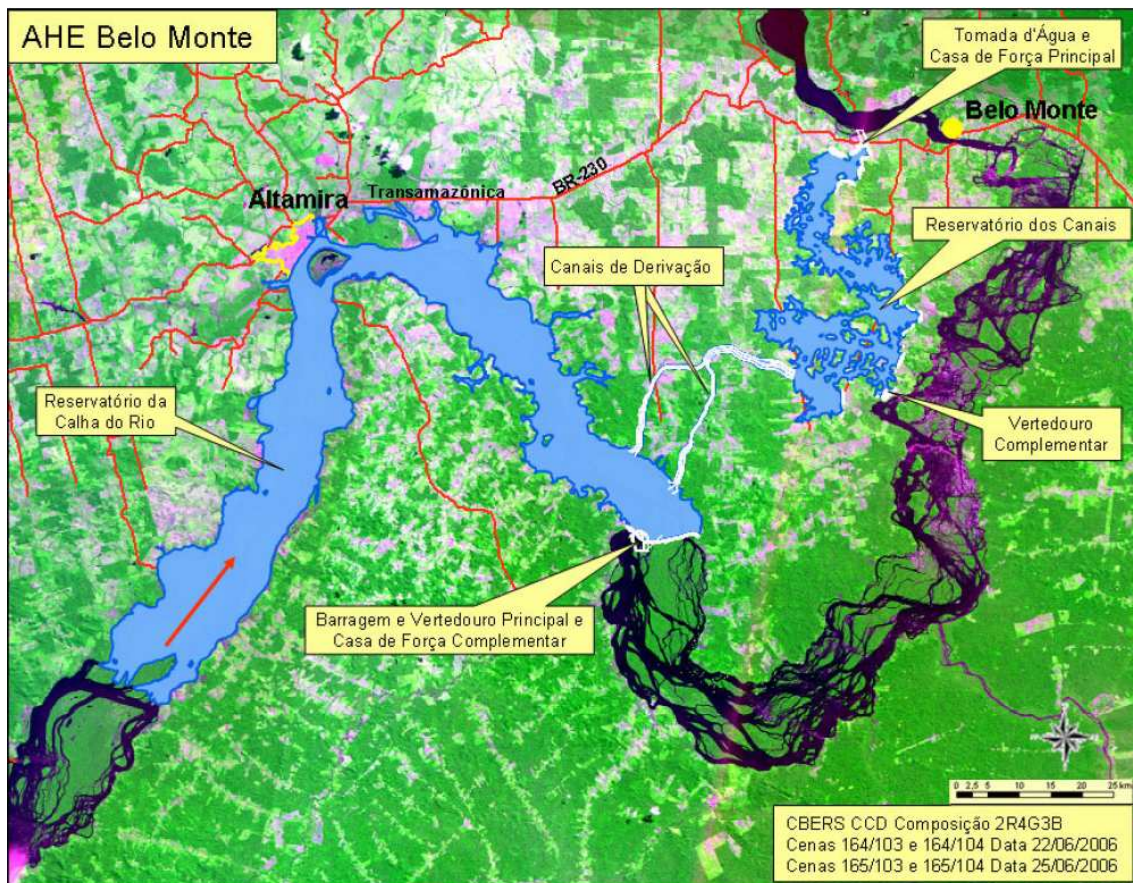 AHE Belo Monte
Tomada d'Água e
Casa de Força Principal
Belo Monte
BR-230
Transamazônica
Altamira
Reservatório dos Canais
Canais de Derivação
Reservatório da
Calha do Rio
Vertedouro
Complementar
Barragem e Vertedouro Principal e
Casa de Força Complementar
0 2,5 5 10 15 20 25 km
CBERS CCD Composição 2R4G3B
Cenas 164/103 e 164/104 Data 22/06/2006
Cenas 165/103 e 165/104 Data 25/06/2006